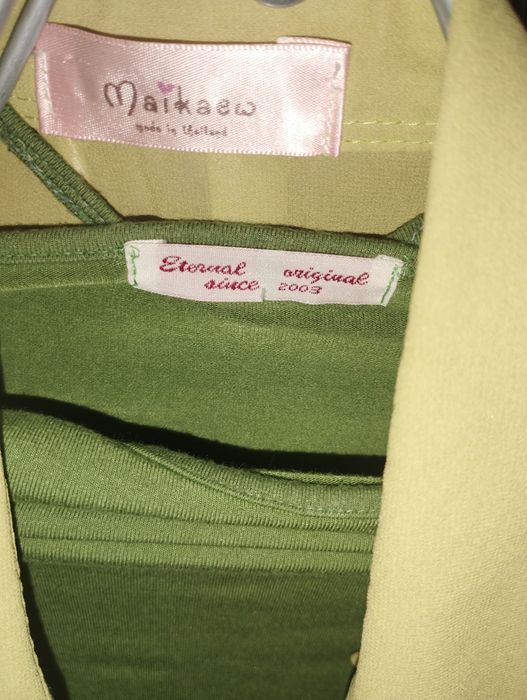 Maikaew
made in thailand
Eternal original
since 2003